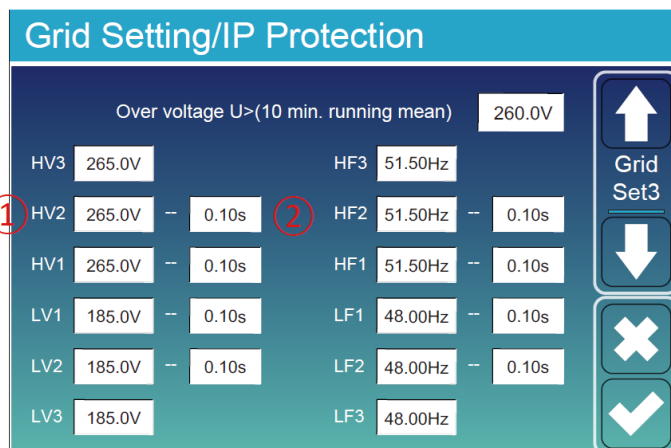 Grid Setting/IP Protection
Over voltage U>(10 min. running mean) 260.0V
HV3 265.0V HF3 51.50Hz
① HV2 265.0V -- 0.10s ② HF2 51.50Hz -- 0.10s
HV1 265.0V -- 0.10s HF1 51.50Hz -- 0.10s
LV1 185.0V -- 0.10s LF1 48.00Hz -- 0.10s
LV2 185.0V -- 0.10s LF2 48.00Hz -- 0.10s
LV3 185.0V LF3 48.00Hz
Grid
Set3